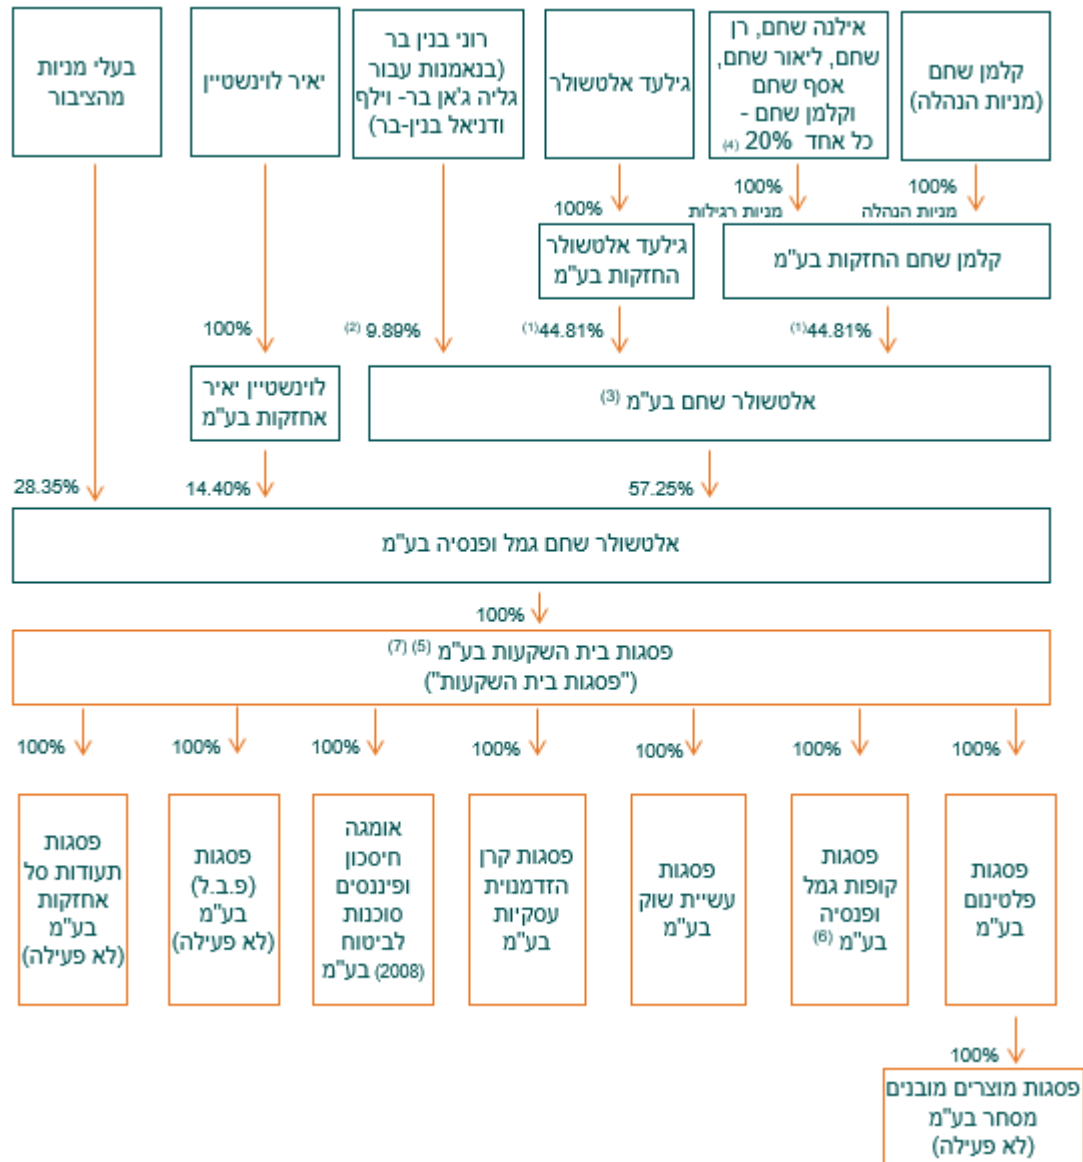 קלמן שחם
(מניות הנהלה)
אילנה שחם, רן
שחם, ליאור שחם,
אסף שחם
וקלמן שחם -
כל אחד 20% (4)
גילעד אלטשולר
רוני בנין בר
(בנאמנות עבור
גליה ג'אן בר- וילף
ודניאל בנין-בר)
יאיר לוינשטיין
בעלי מניות
מהציבור
100%
מניות הנהלה
100%
מניות רגילות
100%
קלמן שחם החזקות בע"מ
גילעד אלטשולר
החזקות בע"מ
(1)44.81%
(1)44.81%
(2) 9.89%
100%
אלטשולר שחם בע"מ (3)
לוינשטיין יאיר
אחזקות בע"מ
57.25%
14.40%
28.35%
אלטשולר שחם גמל ופנסיה בע"מ
100%
פסגות בית השקעות בע"מ (5) (7)
("פסגות בית השקעות")
100%
100%
100%
100%
100%
100%
100%
פסגות
פלטינום
בע"מ
פסגות
קופות גמל
ופנסיה
בע"מ (6)
פסגות
עשיית שוק
בע"מ
פסגות קרן
הזדמנוית
עסקיות
בע"מ
אומגה
חיסכון
ופיננסים
סוכנות
לביטוח
(2008) בע"מ
פסגות
(פ.ב.ל)
בע"מ
(לא פעילה)
פסגות
תעודות סל
אחזקות
בע"מ
(לא פעילה)
100%
פסגות מוצרים מובנים
מסחר בע"מ
(לא פעילה)